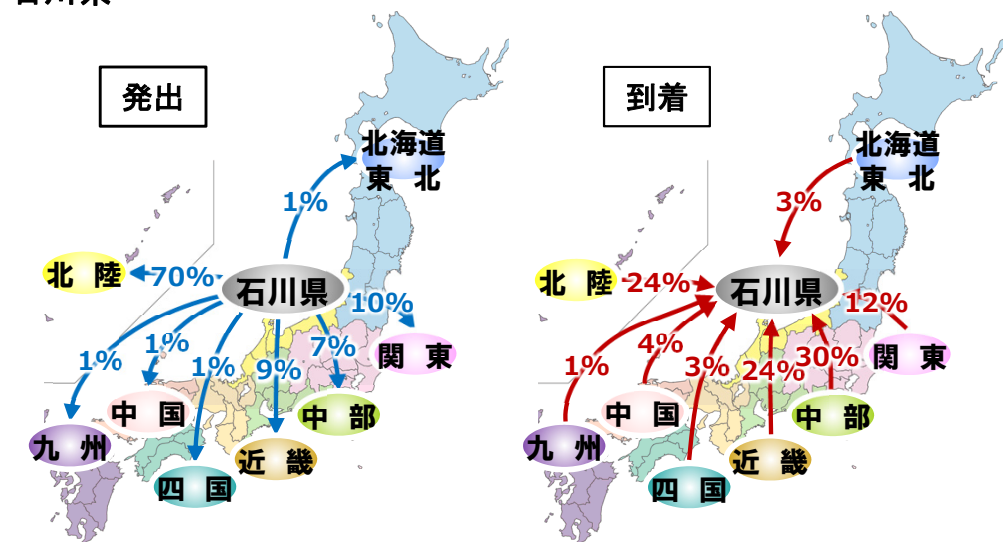 発出
北海道
東 北
1%
北 陸
70%
石川県
10%
関 東
1%
1%
1%
9%
7%
中 国
中 部
九 州
近 畿
四 国
到着
北海道
東 北
3%
北 陸
24%
石川県
12%
関 東
1%
4%
3%
24%
30%
中 国
中 部
九 州
近 畿
四 国